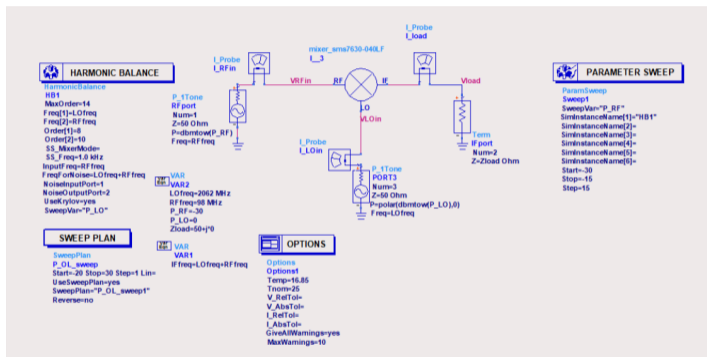 HARMONIC BALANCE
HarmonicBalance
HB1
MaxOrder=14
Freq[1]=LOfreq
Freq[2]=RFfreq
Order[1]=8
Order[2]=10
SS_MixerMode=
SS_Freq=1.0 kHz
InputFreq=RFfreq
FreqForNoise=LOfreq+RFfreq
NoiseInputPort=1
NoiseOutputPort=2
UseKrylov=yes
SweepVar="P_LO"
SWEEP PLAN
SweepPlan
P_OL_sweep
Start=-20 Stop=30 Step=1 Lin=
UseSweepPlan=yes
SweepPlan="P_OL_sweep1"
Reverse=no
I_Probe
I_RFin
VRFin
P_1Tone
RFport
Num=1
Z=50 Ohm
P=dbmtow(P_RF)
Freq=RFfreq
mixer_sms7630-040LF
I__3
RF
IF
LO
VLOin
I_Probe
I_load
Vload
Term
IFport
Num=2
Z=Zload Ohm
I_Probe
I_LOin
P_1Tone
PORT3
Num=3
Z=50 Ohm
P=polar(dbmtow(P_LO),0)
Freq=LOfreq
VAR
VAR2
LOfreq=2062 MHz
RFfreq=98 MHz
P_RF=-30
P_LO=0
Zload=50+j*0
VAR
VAR1
IFfreq=LOfreq+RFfreq
OPTIONS
Options
Options1
Temp=16.85
Tnom=25
V_RelTol=
V_AbsTol=
I_RelTol=
I_AbsTol=
GiveAllWarnings=yes
MaxWarnings=10
PARAMETER SWEEP
ParamSweep
Sweep1
SweepVar="P_RF"
SimInstanceName[1]="HB1"
SimInstanceName[2]=
SimInstanceName[3]=
SimInstanceName[4]=
SimInstanceName[5]=
SimInstanceName[6]=
Start=-30
Stop=-15
Step=15